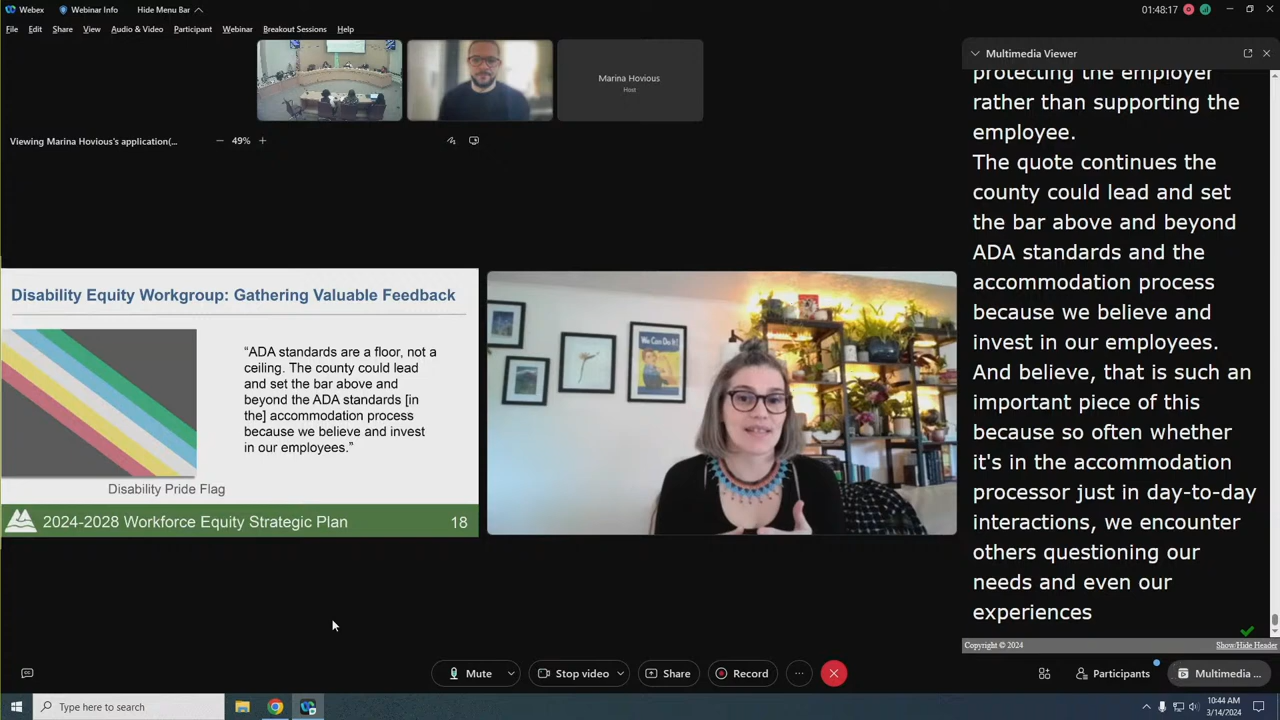 Webex
Webinar Info
Hide Menu Bar
01:48:17
File Edit Share View Audio & Video Participant Webinar Breakout Sessions Help
Marina Hovious
Host
Viewing Marina Hovious's application(...
49%
Disability Equity Workgroup: Gathering Valuable Feedback
“ADA standards are a floor, not a
ceiling. The county could lead
and set the bar above and
beyond the ADA standards [in
the] accommodation process
because we believe and invest
in our employees.”
Disability Pride Flag
2024-2028 Workforce Equity Strategic Plan 18
We Can Do It!
Multimedia Viewer
protecting the employer
rather than supporting the
employee.
The quote continues the
county could lead and set
the bar above and beyond
ADA standards and the
accommodation process
because we believe and
invest in our employees.
And believe, that is such an
important piece of this
because so often whether
it's in the accommodation
processor just in day-to-day
interactions, we encounter
others questioning our
needs and even our
experiences
Copyright © 2024
Show/Hide Header
Mute
Stop video
Share
Record
Participants
Multimedia ...
Type here to search
10:44 AM
3/14/2024